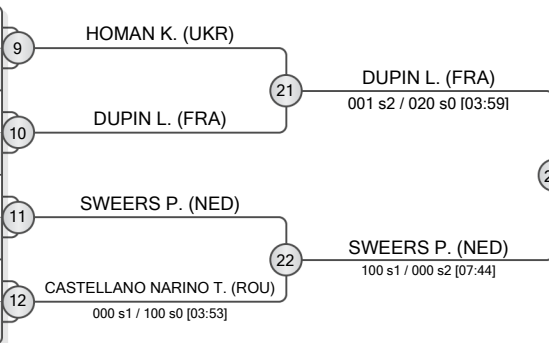 9
HOMAN K. (UKR)
21
DUPIN L. (FRA)
001 s2 / 020 s0 [03:59]
10
DUPIN L. (FRA)
11
SWEERS P. (NED)
22
SWEERS P. (NED)
100 s1 / 000 s2 [07:44]
12
CASTELLANO NARINO T. (ROU)
000 s1 / 100 s0 [03:53]